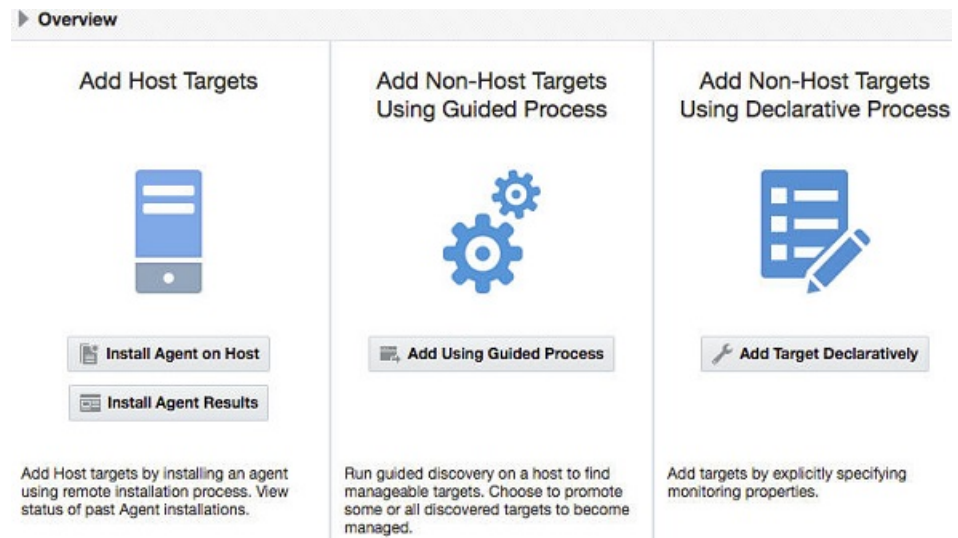 Overview
Add Host Targets
Install Agent on Host
Install Agent Results
Add Host targets by installing an agent
using remote installation process. View
status of past Agent installations.
Add Non-Host Targets
Using Guided Process
Add Using Guided Process
Run guided discovery on a host to find
manageable targets. Choose to promote
some or all discovered targets to become
managed.
Add Non-Host Targets
Using Declarative Process
Add Target Declaratively
Add targets by explicitly specifying
monitoring properties.